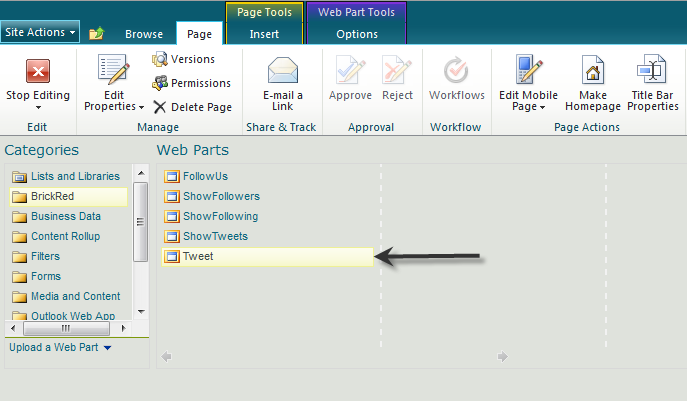 Page Tools Web Part Tools
Site Actions Browse Page Insert Options
Stop Editing
Edit
Edit Properties
Versions
Permissions
Delete Page
Manage
E-mail a Link
Share & Track
Approve Reject
Approval
Workflows
Workflow
Edit Mobile Page
Make Homepage
Title Bar Properties
Page Actions
Categories
Lists and Libraries
BrickRed
Business Data
Content Rollup
Filters
Forms
Media and Content
Outlook Web App
Upload a Web Part
Web Parts
FollowUs
ShowFollowers
ShowFollowing
ShowTweets
Tweet